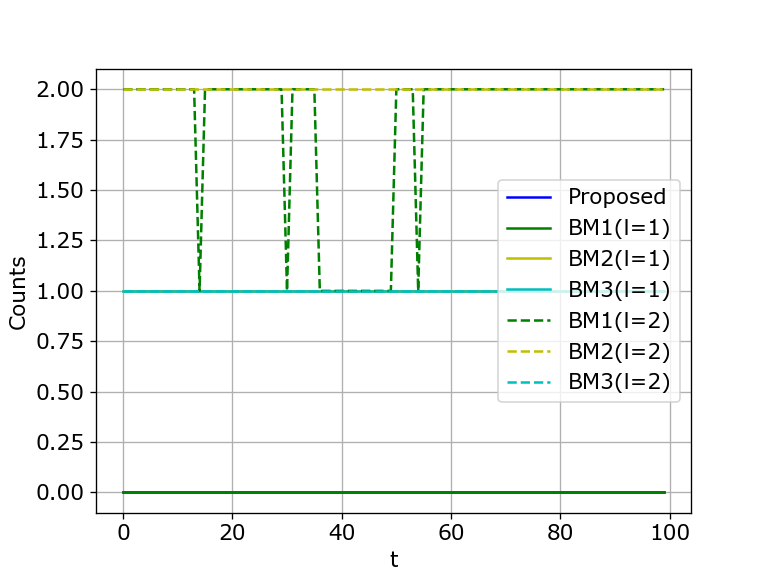 2.00
1.75
1.50
1.25
1.00
0.75
0.50
0.25
0.00
Counts
0
20
40
60
80
100
t
Proposed
BM1(l=1)
BM2(l=1)
BM3(l=1)
BM1(l=2)
BM2(l=2)
BM3(l=2)